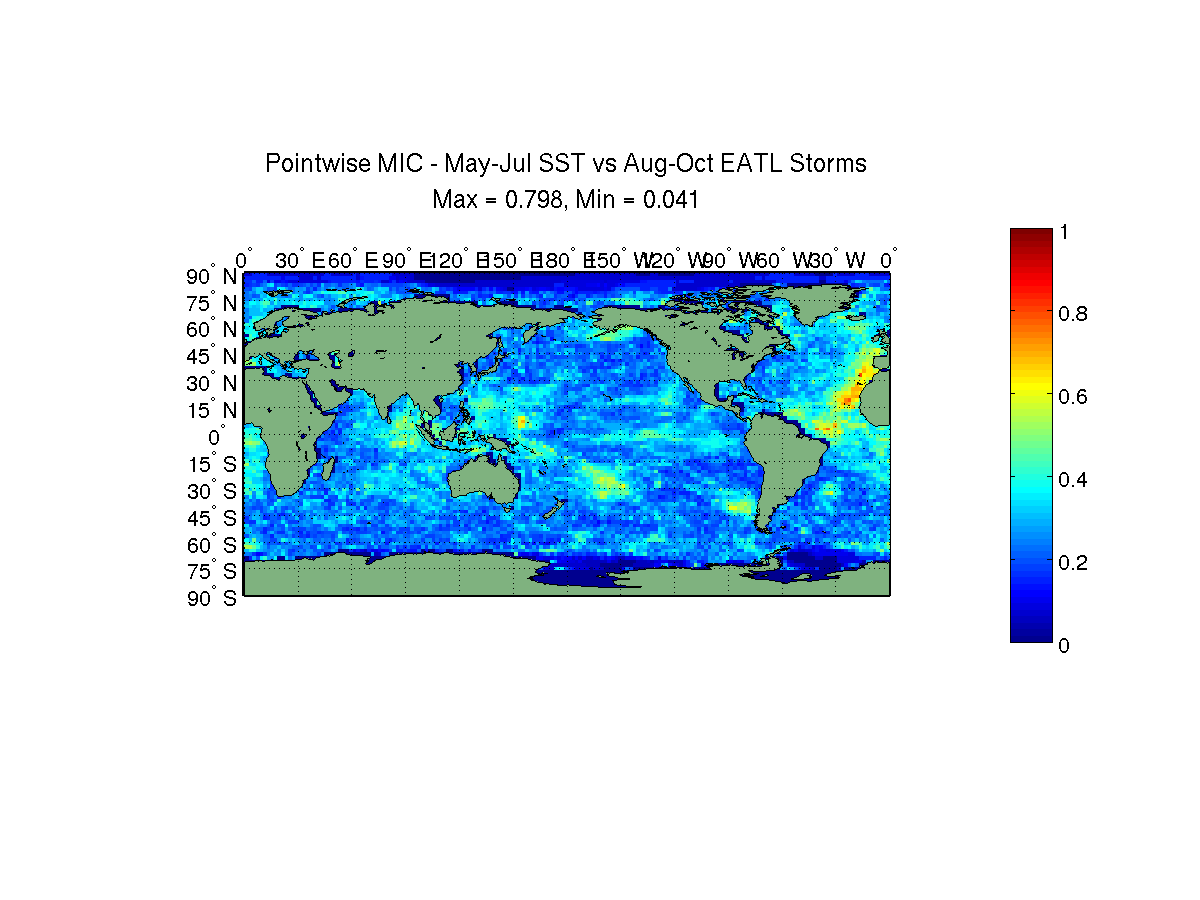 Pointwise MIC - May-Jul SST vs Aug-Oct EATL Storms
Max = 0.798, Min = 0.041
0° 30° E 60° E 90° E 120° E 150° E 180° E 150° W 120° W 90° W 60° W 30° W 0°
90° N
75° N
60° N
45° N
30° N
15° N
0°
15° S
30° S
45° S
60° S
75° S
90° S
1
0.8
0.6
0.4
0.2
0